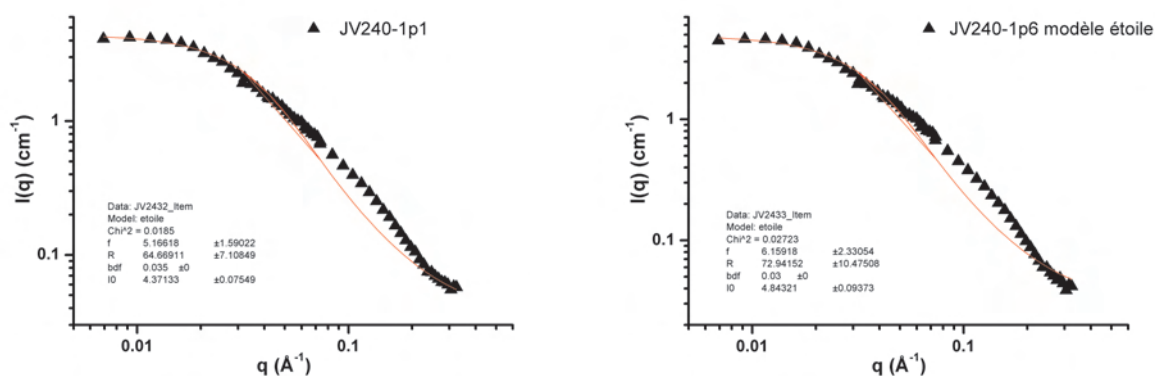 JV240-1p1
1
0.1
I(q) (cm-1)
Data: JV2432_Item
Model: etoile
Chi^2 = 0.0185
f 5.16618 ±1.59022
R 64.66911 ±7.10849
bdf 0.035 ±0
I0 4.37133 ±0.07549
0.01 0.1
q (Å-1)
JV240-1p6 modèle étoile
1
0.1
I(q) (cm-1)
Data: JV2433_Item
Model: etoile
Chi^2 = 0.02723
f 6.15918 ±2.33054
R 72.94152 ±10.47508
bdf 0.03 ±0
I0 4.84321 ±0.09373
0.01 0.1
q (Å-1)